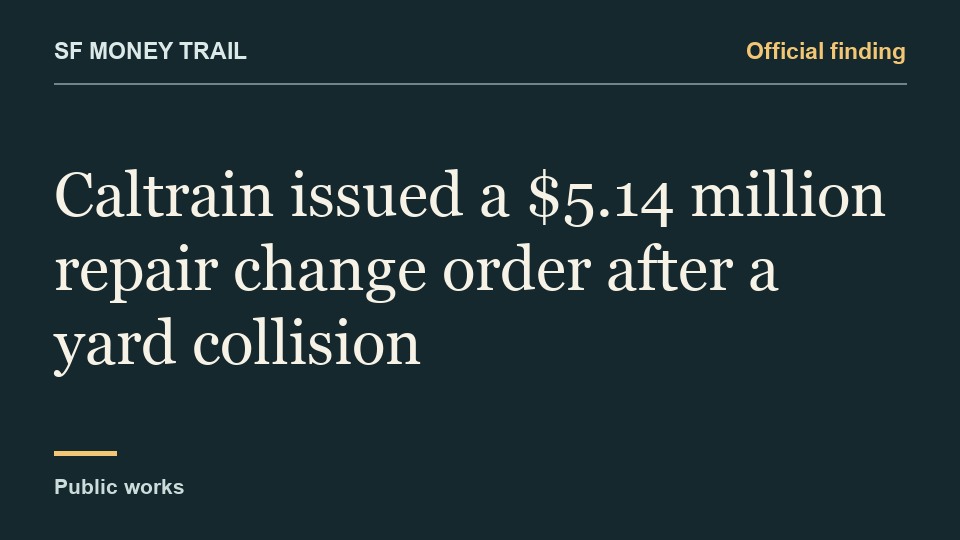 SF MONEY TRAIL
Official finding
Caltrain issued a $5.14 million
repair change order after a
yard collision
Public works